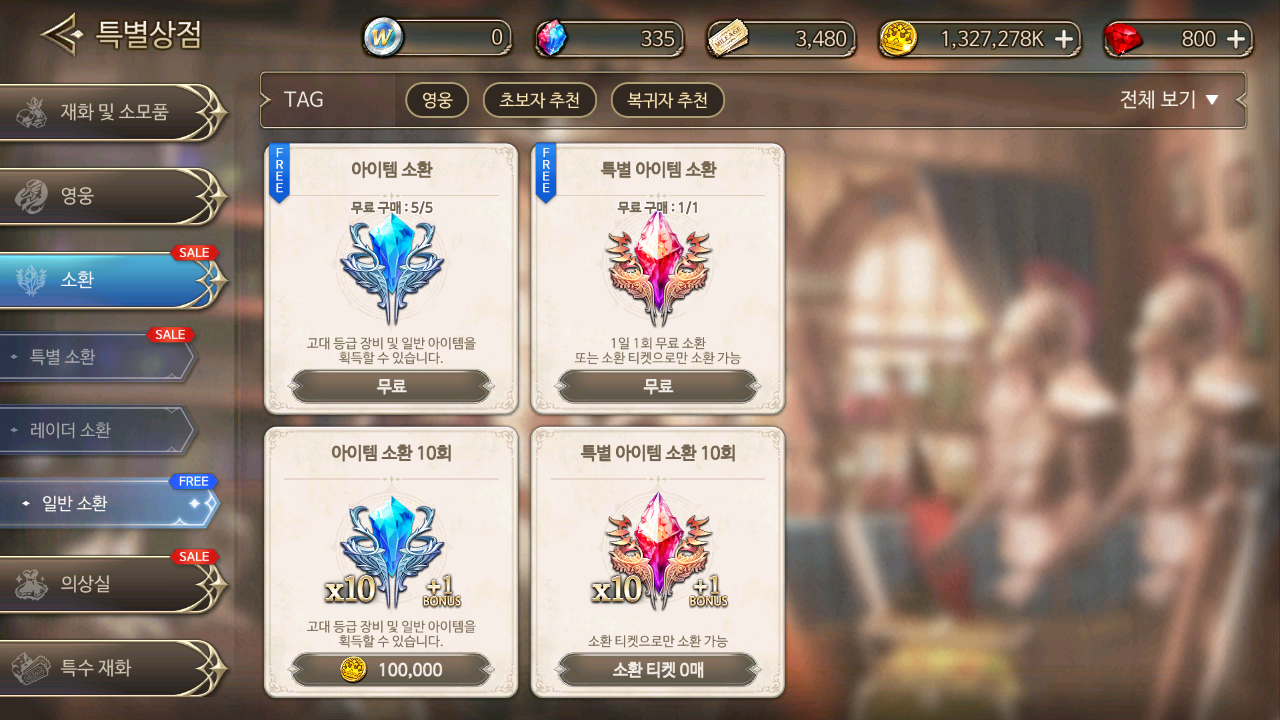 특별상점
W
0
335
MILEAGE
3,480
1,327,278K
800
재화 및 소모품
영웅
SALE
소환
SALE
특별 소환
레이더 소환
FREE
일반 소환
SALE
의상실
특수 재화
TAG
영웅
초보자 추천
복귀자 추천
전체 보기
FREE
아이템 소환
무료 구매 : 5/5
고대 등급 장비 및 일반 아이템을
획득할 수 있습니다.
무료
FREE
특별 아이템 소환
무료 구매 : 1/1
1일 1회 무료 소환
또는 소환 티켓으로만 소환 가능
무료
아이템 소환 10회
x10
+1
BONUS
고대 등급 장비 및 일반 아이템을
획득할 수 있습니다.
100,000
특별 아이템 소환 10회
x10
+1
BONUS
소환 티켓으로만 소환 가능
소환 티켓 0매